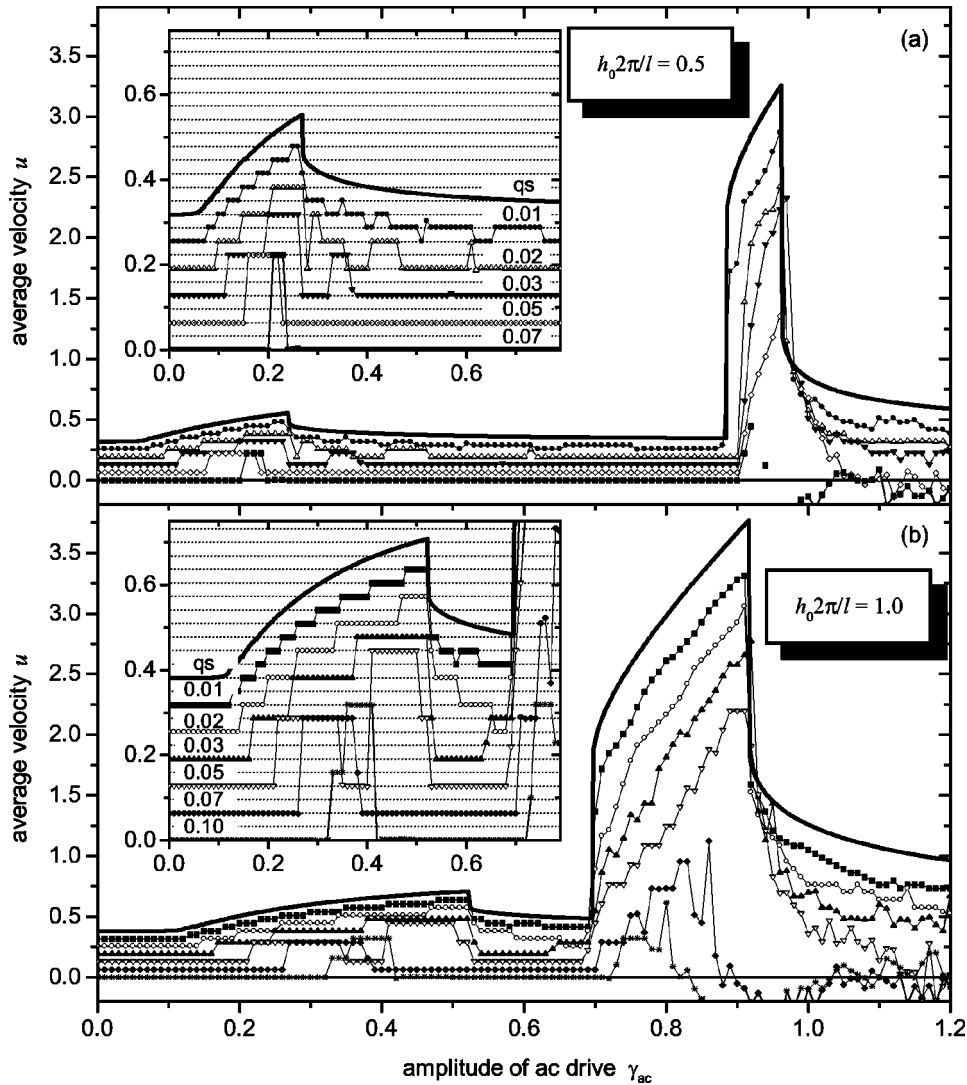 (a)
h₀2π/l = 0.5
average velocity u
3.5
3.0
2.5
2.0
1.5
1.0
0.5
0.0
0.6
0.4
0.2
0.0
qs
0.01
0.02
0.03
0.05
0.07
0.0 0.2 0.4 0.6
(b)
h₀2π/l = 1.0
average velocity u
3.5
3.0
2.5
2.0
1.5
1.0
0.5
0.0
0.6
0.4
0.2
0.0
qs
0.01
0.02
0.03
0.05
0.07
0.10
0.0 0.2 0.4 0.6
0.0 0.2 0.4 0.6 0.8 1.0 1.2
amplitude of ac drive γac